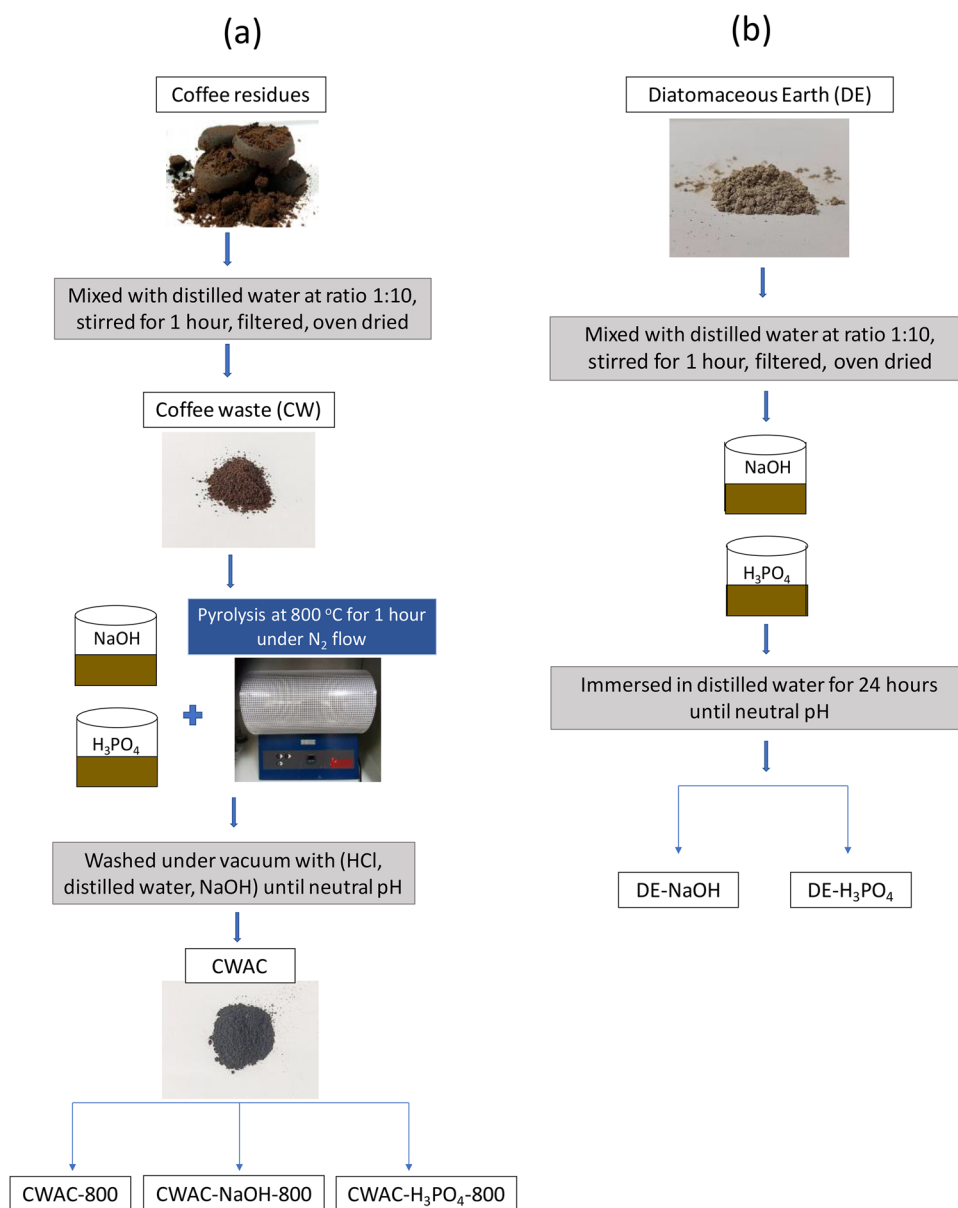 (a)
Coffee residues
Mixed with distilled water at ratio 1:10,
stirred for 1 hour, filtered, oven dried
Coffee waste (CW)
NaOH
H₃PO₄
Pyrolysis at 800 °C for 1 hour
under N₂ flow
Washed under vacuum with (HCl,
distilled water, NaOH) until neutral pH
CWAC
CWAC-800
CWAC-NaOH-800
CWAC-H₃PO₄-800
(b)
Diatomaceous Earth (DE)
Mixed with distilled water at ratio 1:10,
stirred for 1 hour, filtered, oven dried
NaOH
H₃PO₄
Immersed in distilled water for 24 hours
until neutral pH
DE-NaOH
DE-H₃PO₄